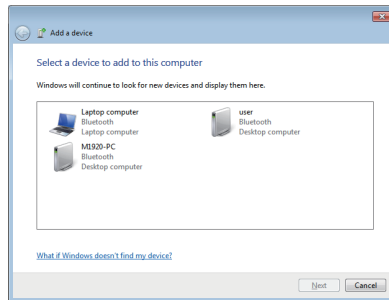 Add a device
Select a device to add to this computer
Windows will continue to look for new devices and display them here.
Laptop computer
Bluetooth
Laptop computer
user
Bluetooth
Desktop computer
M1920-PC
Bluetooth
Desktop computer
What if Windows doesn't find my device?
Next
Cancel